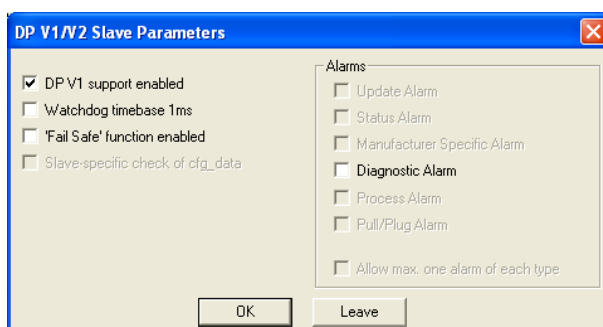 DP V1/V2 Slave Parameters
DP V1 support enabled
Watchdog timebase 1ms
'Fail Safe' function enabled
Slave-specific check of cfg_data
Alarms
Update Alarm
Status Alarm
Manufacturer Specific Alarm
Diagnostic Alarm
Process Alarm
Pull/Plug Alarm
Allow max. one alarm of each type
OK
Leave